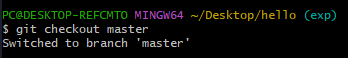 PC@DESKTOP-REFCMTO MINGW64 ~/Desktop/hello (exp)
$ git checkout master
Switched to branch 'master'